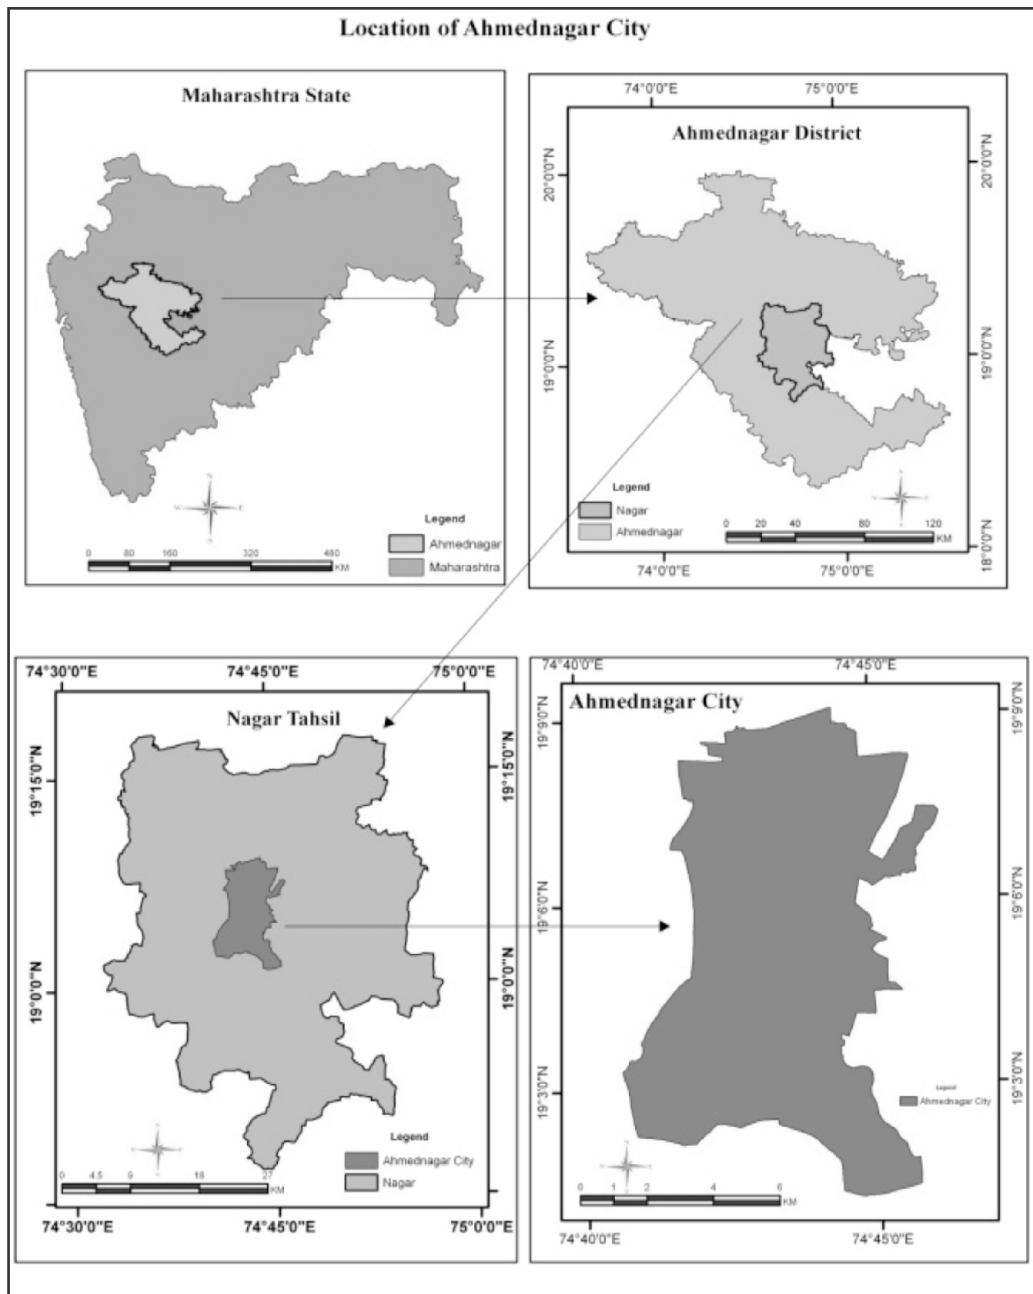 Location of Ahmednagar City
Maharashtra State
N
W E
S
Legend
Ahmednagar
Maharashtra
0 80 160 320 480
KM
74°0'0"E 75°0'0"E
Ahmednagar District
20°0'0"N 20°0'0"N
19°0'0"N 19°0'0"N
18°0'0"N
Legend
Nagar
Ahmednagar
0 20 40 80 120
KM
74°0'0"E 75°0'0"E
74°30'0"E 74°45'0"E 75°0'0"E
Nagar Tahsil
19°15'0"N 19°15'0"N
19°0'0"N 19°0'0"N
Legend
Ahmednagar City
Nagar
0 4.5 9 18 27
KM
74°30'0"E 74°45'0"E 75°0'0"E
74°40'0"E 74°45'0"E
Ahmednagar City
19°9'0"N 19°9'0"N
19°6'0"N 19°6'0"N
19°3'0"N 19°3'0"N
Legend
Ahmednagar City
0 1 2 4 6
KM
74°40'0"E 74°45'0"E